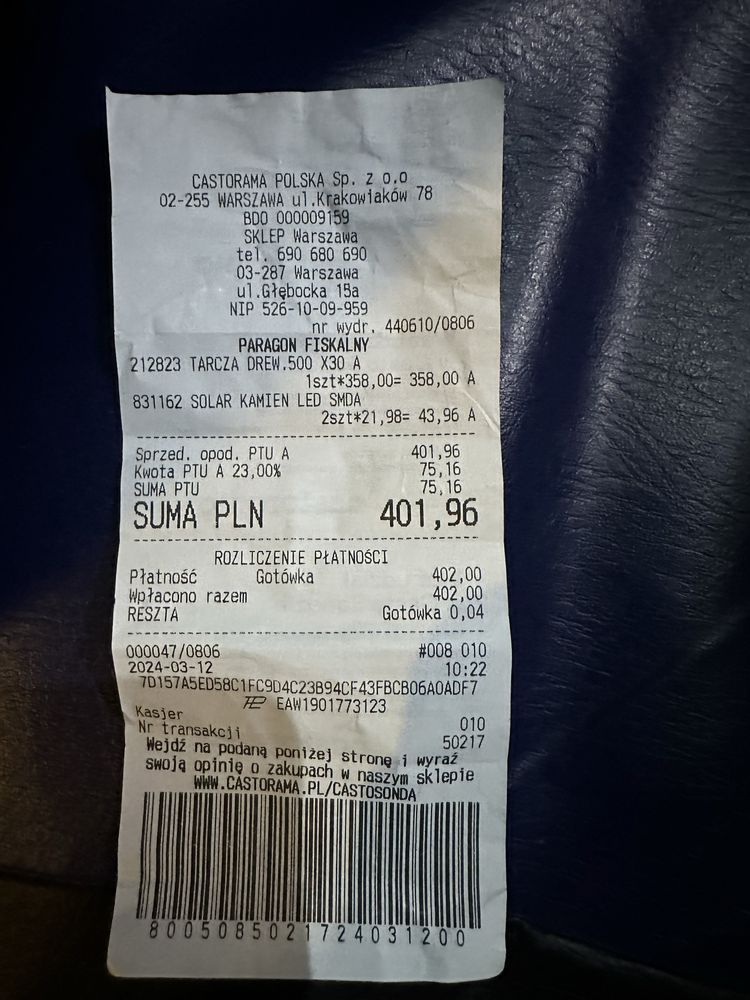 CASTORAMA POLSKA Sp. z o.o
02-255 WARSZAWA ul.Krakowiaków 78
BDO 000009159
SKLEP Warszawa
tel. 690 680 690
03-287 Warszawa
ul.Głębocka 15a
NIP 526-10-09-959
nr wydr. 440610/0806
PARAGON FISKALNY
212823 TARCZA DREW.500 X30 A
1szt*358,00= 358,00 A
831162 SOLAR KAMIEN LED SMDA
2szt*21,98= 43,96 A
Sprzed. opod. PTU A 401,96
Kwota PTU A 23,00% 75,16
SUMA PTU 75,16
SUMA PLN 401,96
ROZLICZENIE PŁATNOŚCI
Płatność Gotówka 402,00
Wpłacono razem 402,00
RESZTA Gotówka 0,04
000047/0806 #008 010
2024-03-12 10:22
7D157A5ED58C1FC9D4C23B94CF43FBCB06A0ADF7
EAW1901773123
Kasjer 010
Nr transakcji 50217
Wejdź na podaną poniżej stronę i wyraź
swoją opinię o zakupach w naszym sklepie
WWW.CASTORAMA.PL/CASTOSONDA
8005085021724031200